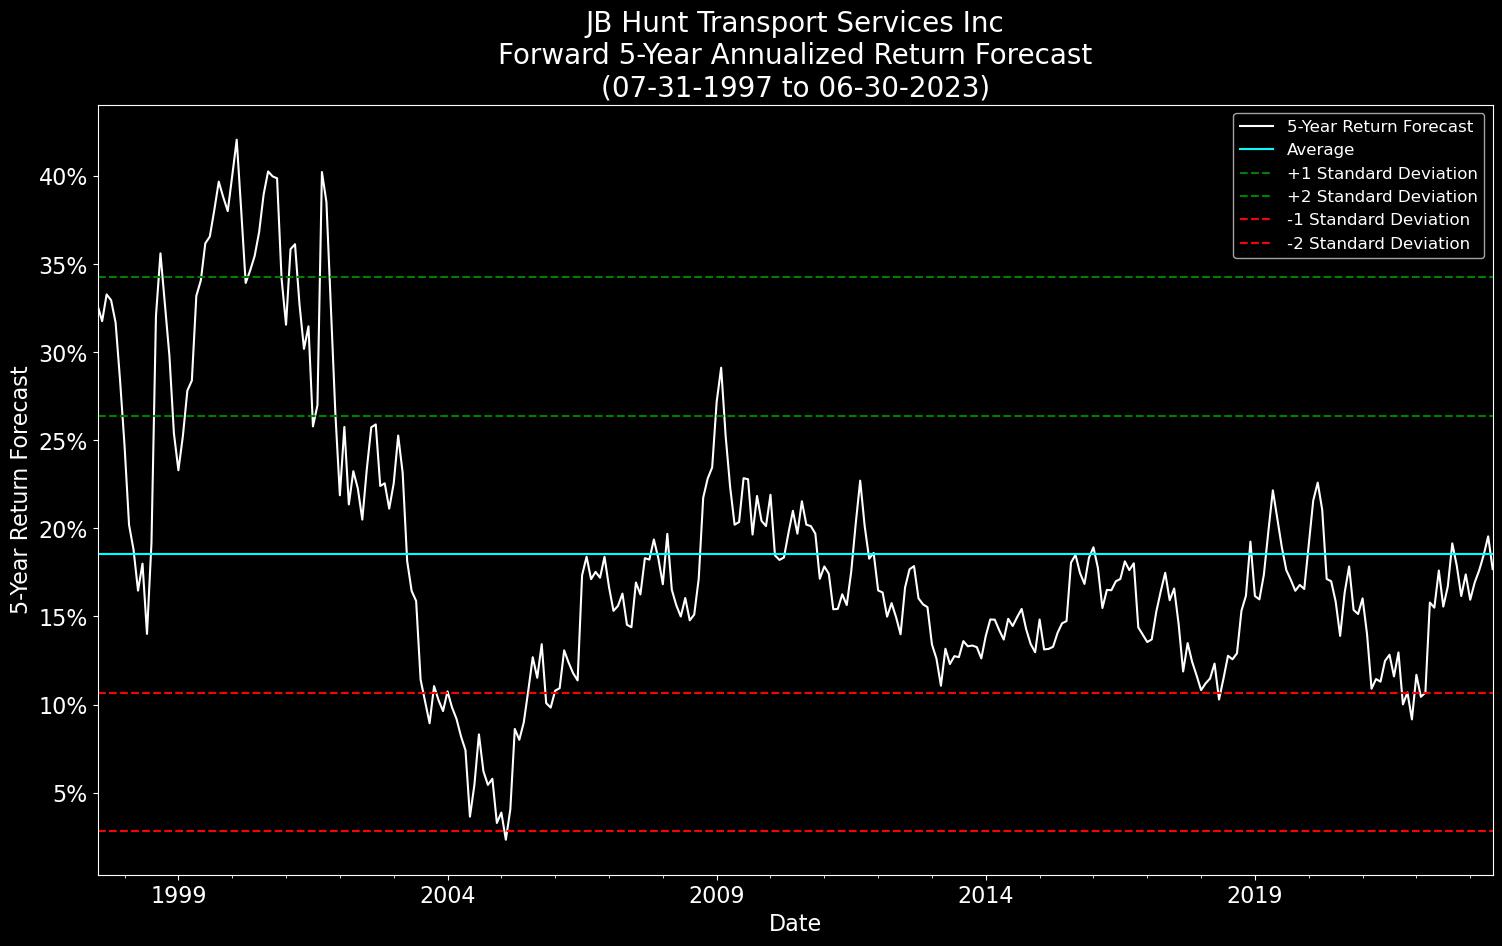 JB Hunt Transport Services Inc
Forward 5-Year Annualized Return Forecast
(07-31-1997 to 06-30-2023)
5-Year Return Forecast
Average
+1 Standard Deviation
+2 Standard Deviation
-1 Standard Deviation
-2 Standard Deviation
5-Year Return Forecast
40%
35%
30%
25%
20%
15%
10%
5%
1999 2004 2009 2014 2019
Date